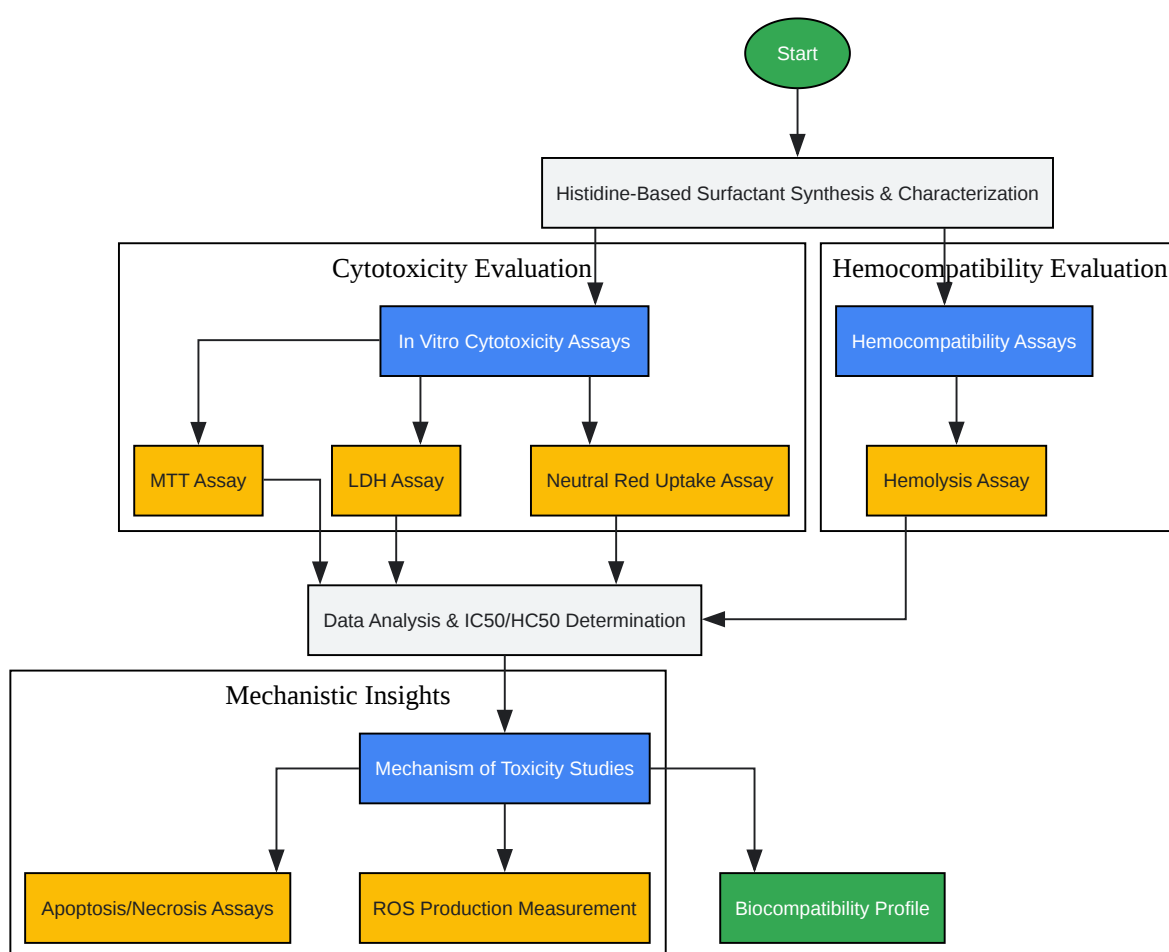 Start
Histidine-Based Surfactant Synthesis & Characterization
Cytotoxicity Evaluation
Hemocompatibility Evaluation
In Vitro Cytotoxicity Assays
Hemocompatibility Assays
MTT Assay
LDH Assay
Neutral Red Uptake Assay
Hemolysis Assay
Data Analysis & IC50/HC50 Determination
Mechanistic Insights
Mechanism of Toxicity Studies
Apoptosis/Necrosis Assays
ROS Production Measurement
Biocompatibility Profile